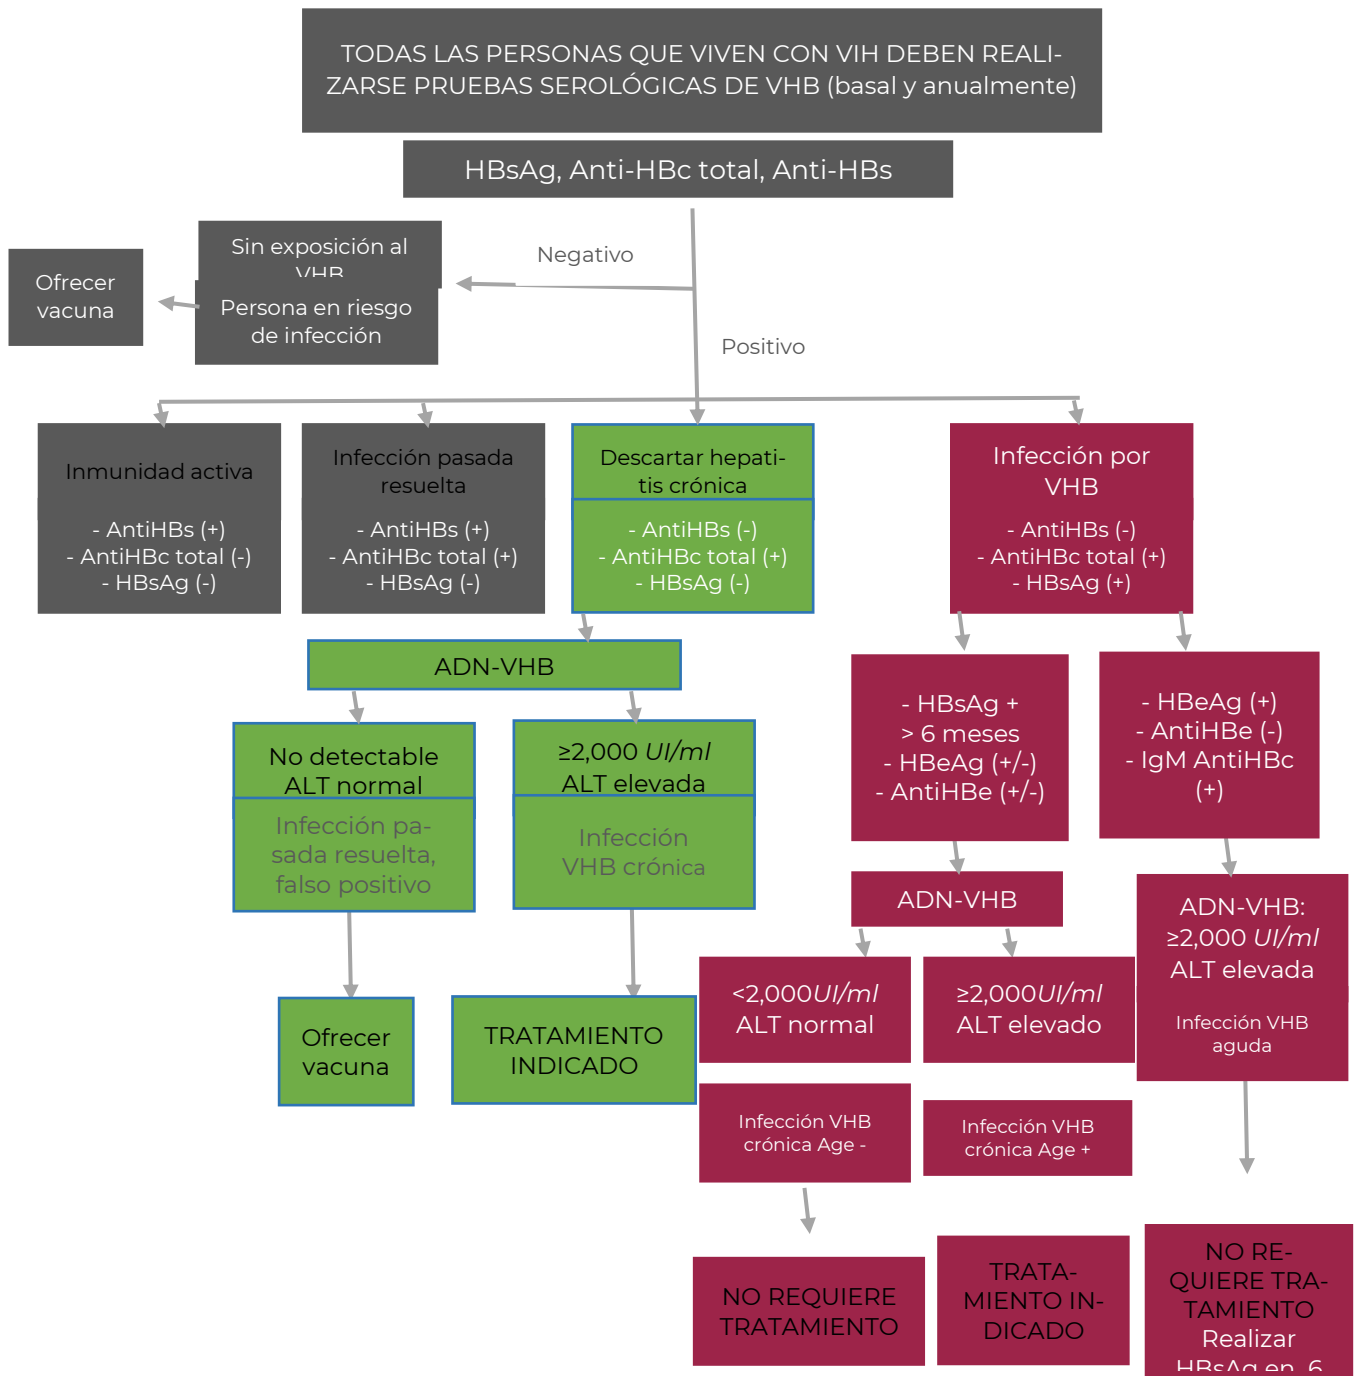 TODAS LAS PERSONAS QUE VIVEN CON VIH DEBEN REALI-
ZARSE PRUEBAS SEROLÓGICAS DE VHB (basal y anualmente)
HBsAg, Anti-HBc total, Anti-HBs
Negativo
Sin exposición al
VHB
Persona en riesgo
de infección
Ofrecer
vacuna
Positivo
Inmunidad activa
- AntiHBs (+)
- AntiHBc total (-)
- HBsAg (-)
Infección pasada
resuelta
- AntiHBs (+)
- AntiHBc total (+)
- HBsAg (-)
Descartar hepati-
tis crónica
- AntiHBs (-)
- AntiHBc total (+)
- HBsAg (-)
Infección por
VHB
- AntiHBs (-)
- AntiHBc total (+)
- HBsAg (+)
ADN-VHB
No detectable
ALT normal
Infección pa-
sada resuelta,
falso positivo
Ofrecer
vacuna
≥2,000 UI/ml
ALT elevada
Infección
VHB crónica
TRATAMIENTO
INDICADO
- HBsAg +
> 6 meses
- HBeAg (+/-)
- AntiHBe (+/-)
ADN-VHB
<2,000UI/ml
ALT normal
Infección VHB
crónica Age -
NO REQUIERE
TRATAMIENTO
≥2,000UI/ml
ALT elevado
Infección VHB
crónica Age +
TRATA-
MIENTO IN-
DICADO
- HBeAg (+)
- AntiHBe (-)
- IgM AntiHBc
(+)
ADN-VHB:
≥2,000 UI/ml
ALT elevada
Infección VHB
aguda
NO RE-
QUIERE TRA-
TAMIENTO
Realizar
HBsAg en 6